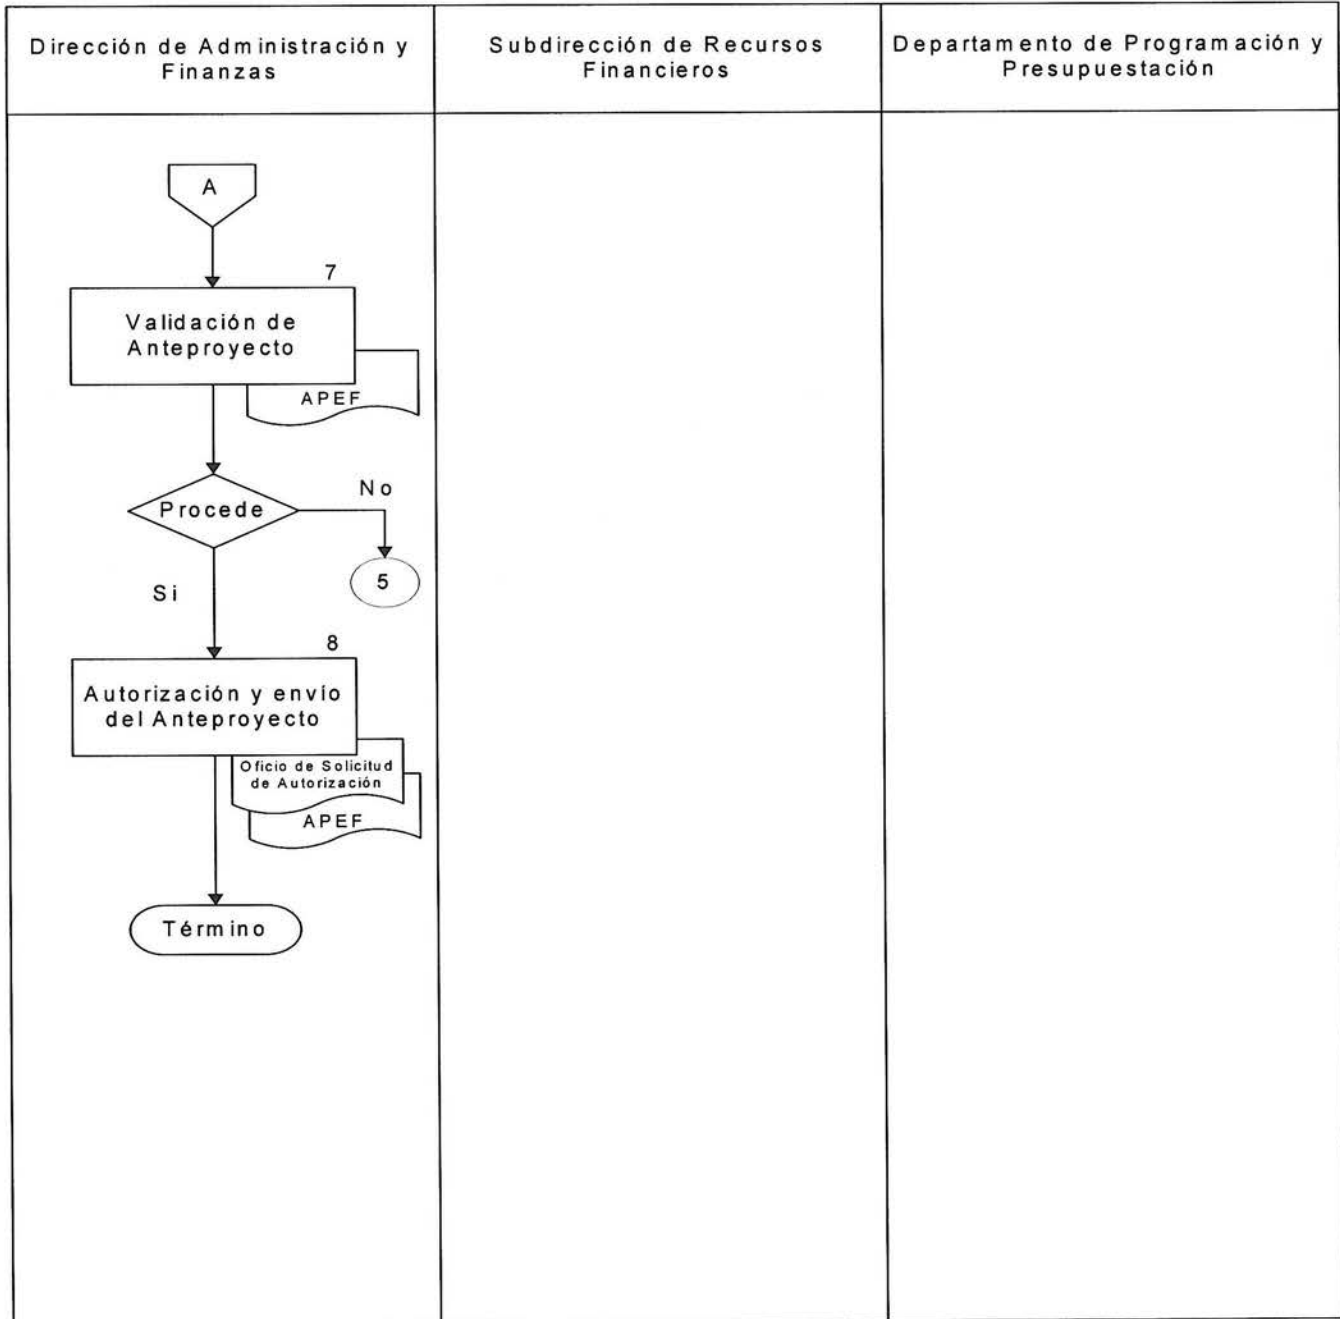 Dirección de Administración y
Finanzas
Subdirección de Recursos
Financieros
Departamento de Programación y
Presupuestación
A
7
Validación de
Anteproyecto
APEF
Procede
No
5
Si
8
Autorización y envío
del Anteproyecto
Oficio de Solicitud
de Autorización
APEF
Término